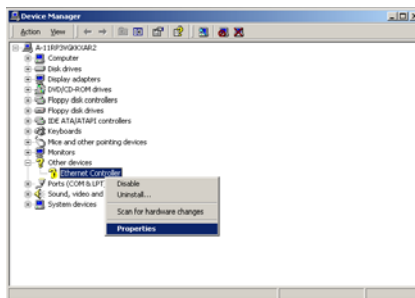 Device Manager
Action View
A-11RP3VGKKXAR2
Computer
Disk drives
Display adapters
DVD/CD-ROM drives
Floppy disk controllers
Floppy disk drives
IDE ATA/ATAPI controllers
Keyboards
Mice and other pointing devices
Monitors
Other devices
Ethernet Controller
Ports (COM & LPT)
Sound, video and
System devices
Disable
Uninstall...
Scan for hardware changes
Properties